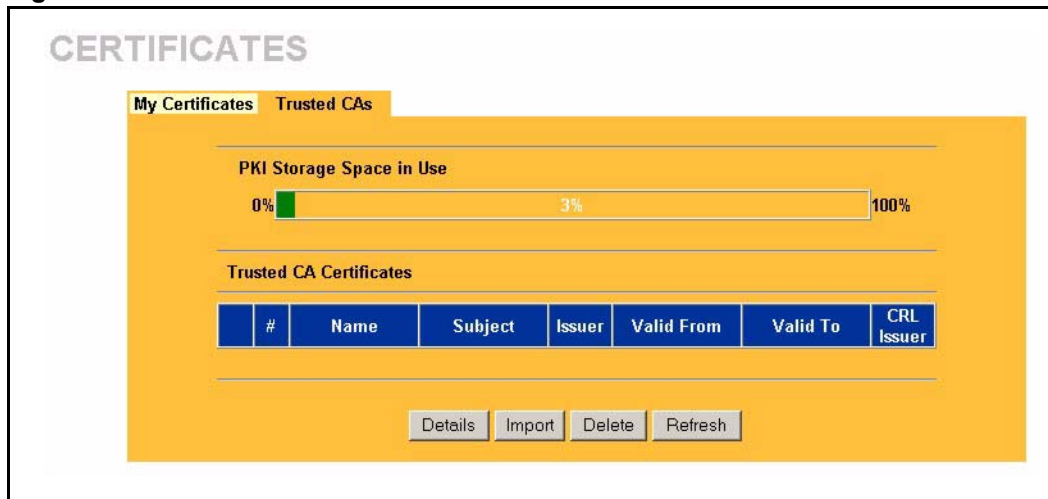 CERTIFICATES
My Certificates Trusted CAs
PKI Storage Space in Use
0% 3% 100%
Trusted CA Certificates
# Name Subject Issuer Valid From Valid To CRL Issuer
Details Import Delete Refresh